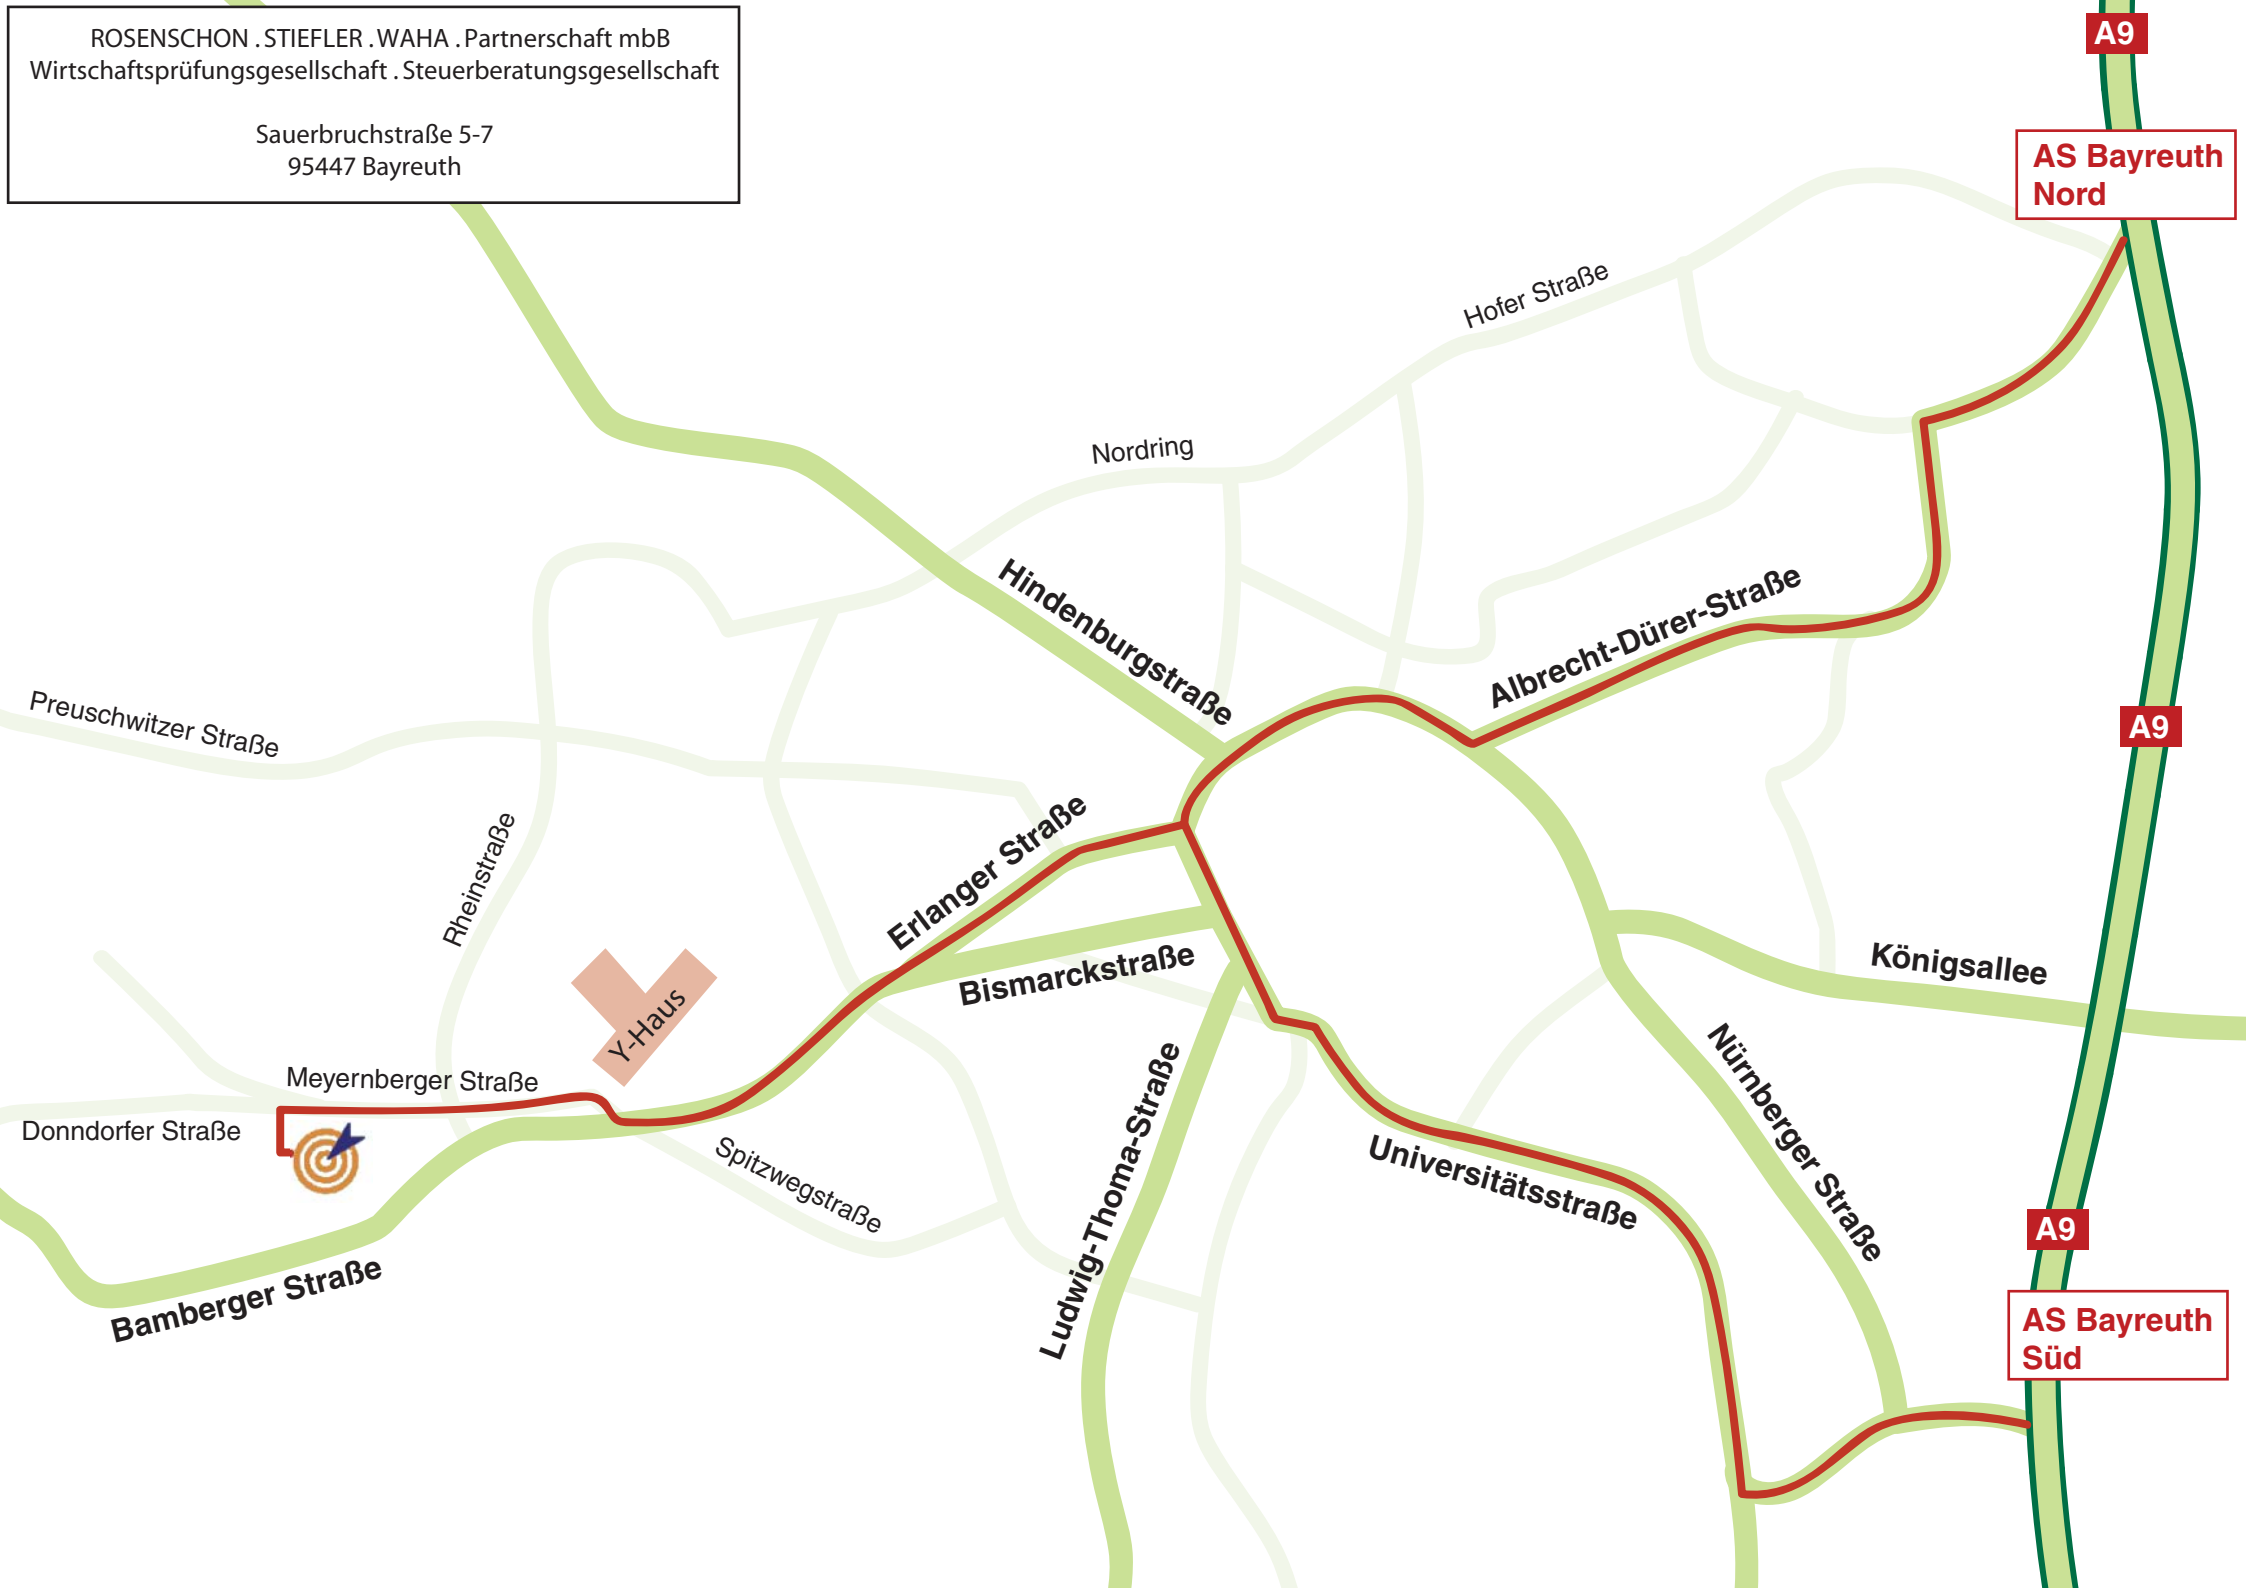 ROSENSCHON . STIEFLER . WAHA . Partnerschaft mbB
Wirtschaftsprüfungsgesellschaft . Steuerberatungsgesellschaft
Sauerbruchstraße 5-7
95447 Bayreuth
A9
AS Bayreuth
Nord
Hofer Straße
Nordring
Hindenburgstraße
Albrecht-Dürer-Straße
Preuschwitzer Straße
A9
Rheinstraße
Erlanger Straße
Bismarckstraße
Königsallee
Y-Haus
Meyernberger Straße
Donndorfer Straße
Spitzwegstraße
Ludwig-Thoma-Straße
Universitätsstraße
Nürnberger Straße
A9
Bamberger Straße
AS Bayreuth
Süd